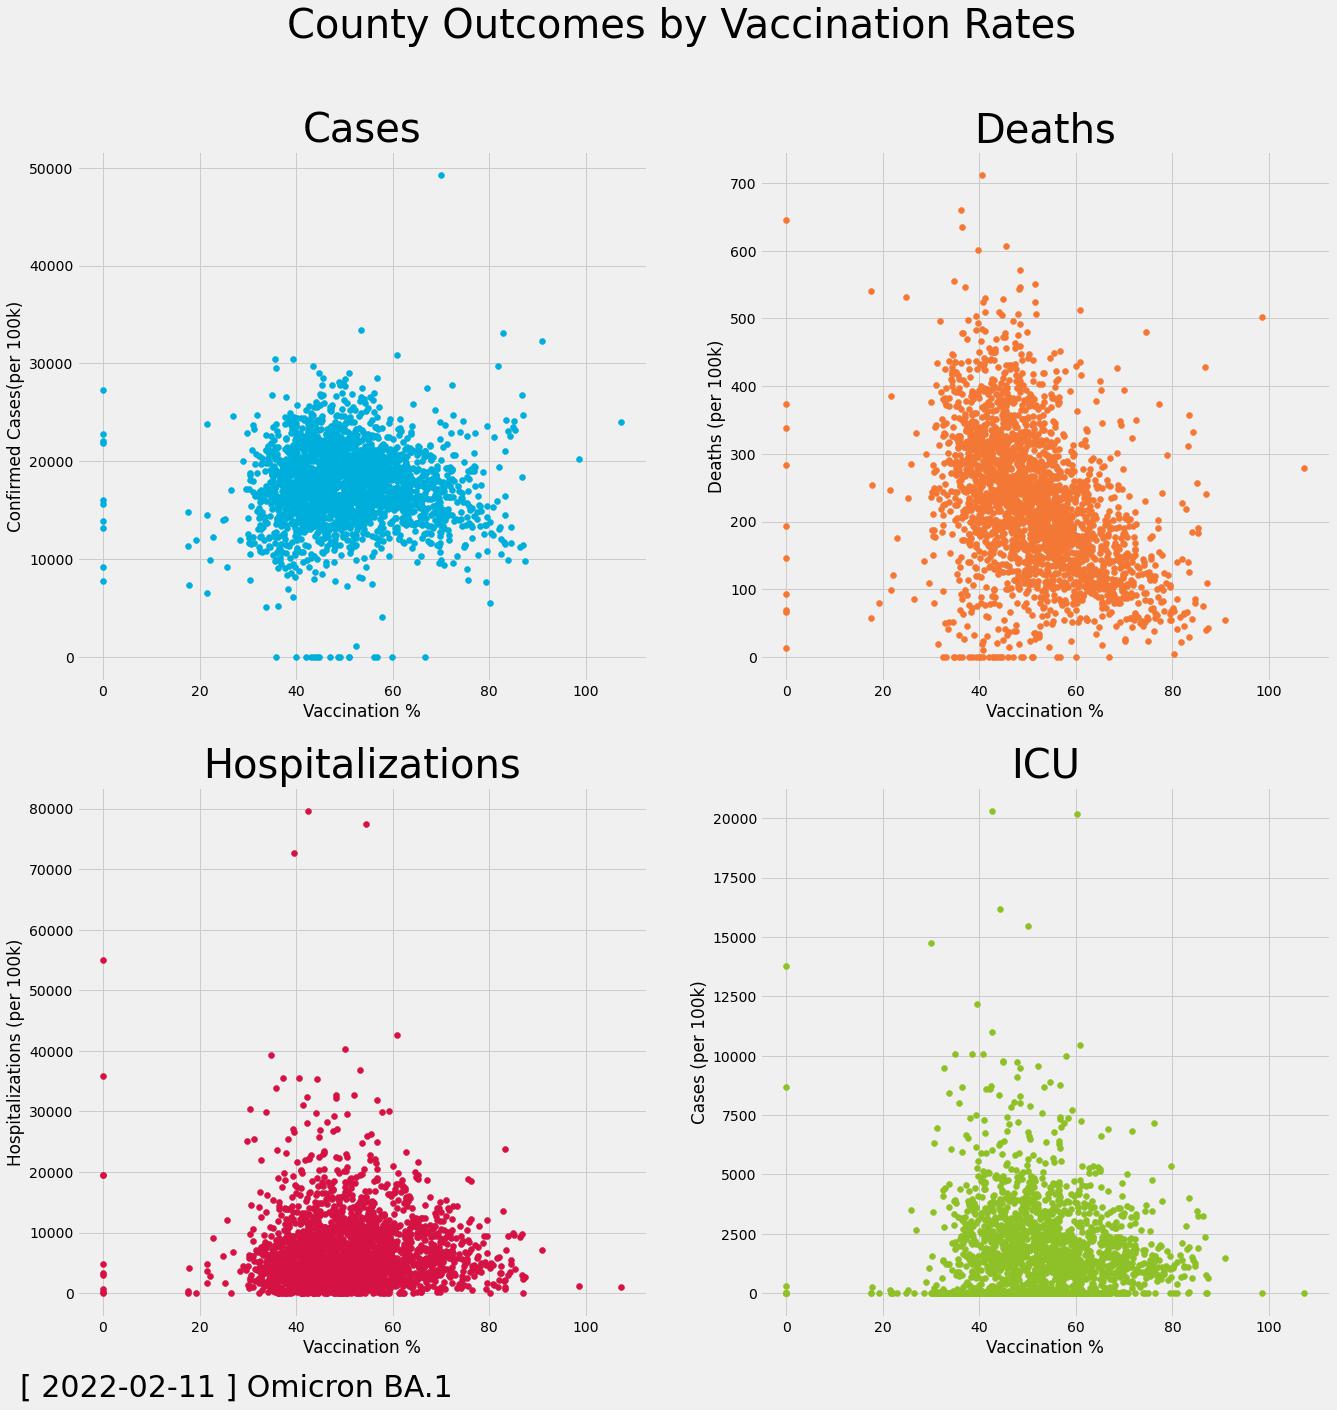 County Outcomes by Vaccination Rates
Cases
Deaths
50000
40000
30000
20000
10000
0
Confirmed Cases(per 100k)
0 20 40 60 80 100
Vaccination %
700
600
500
400
300
200
100
0
Deaths (per 100k)
0 20 40 60 80 100
Vaccination %
Hospitalizations
ICU
80000
70000
60000
50000
40000
30000
20000
10000
0
Hospitalizations (per 100k)
0 20 40 60 80 100
Vaccination %
20000
17500
15000
12500
10000
7500
5000
2500
0
Cases (per 100k)
0 20 40 60 80 100
Vaccination %
[ 2022-02-11 ] Omicron BA.1